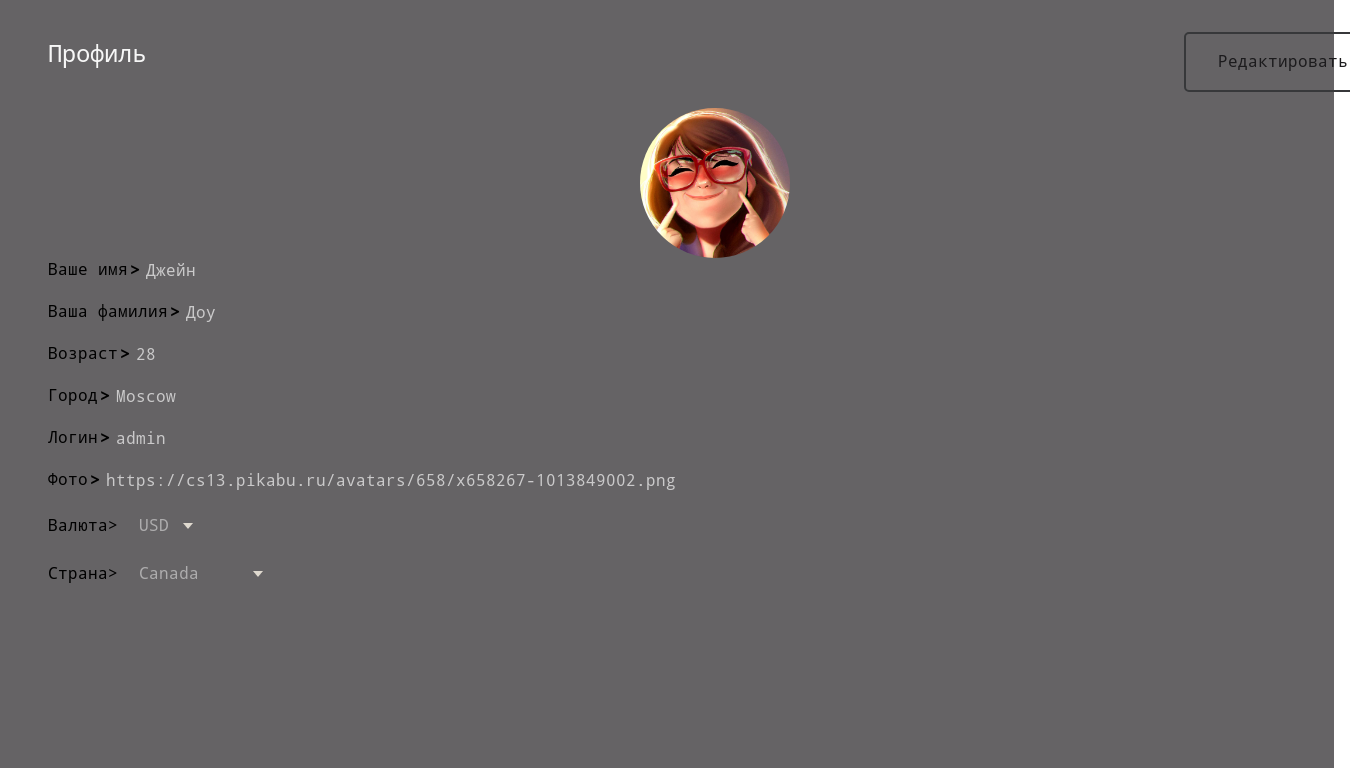 Профиль
Редактировать
Ваше имя> Джейн
Ваша фамилия> Доу
Возраст> 28
Город> Moscow
Логин> admin
Фото> https://cs13.pikabu.ru/avatars/658/x658267-1013849002.png
Валюта> USD
Страна> Canada